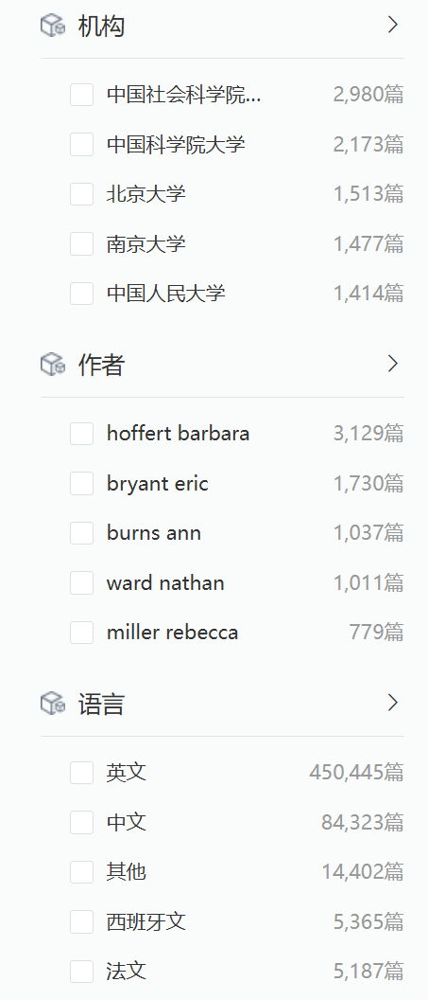 机构
中国社会科学院... 2,980篇
中国科学院大学 2,173篇
北京大学 1,513篇
南京大学 1,477篇
中国人民大学 1,414篇
作者
hoffert barbara 3,129篇
bryant eric 1,730篇
burns ann 1,037篇
ward nathan 1,011篇
miller rebecca 779篇
语言
英文 450,445篇
中文 84,323篇
其他 14,402篇
西班牙文 5,365篇
法文 5,187篇